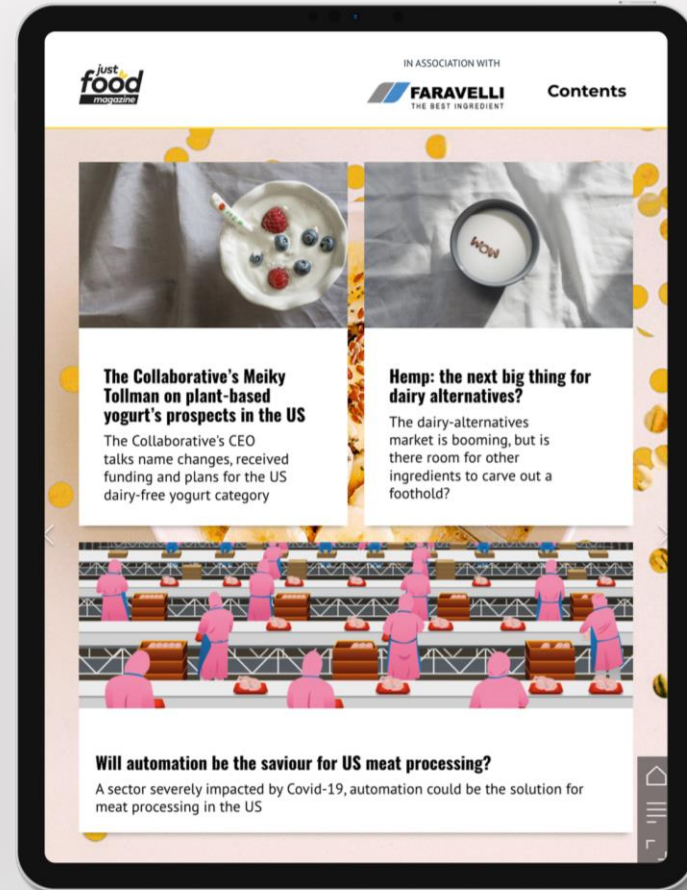 just
food
magazine
IN ASSOCIATION WITH
FARAVELLI
THE BEST INGREDIENT
Contents
WOW
The Collaborative's Meiky
Tollman on plant-based
yogurt's prospects in the US
The Collaborative's CEO
talks name changes, received
funding and plans for the US
dairy-free yogurt category
Hemp: the next big thing for
dairy alternatives?
The dairy-alternatives
market is booming, but is
there room for other
ingredients to carve out a
foothold?
Will automation be the saviour for US meat processing?
A sector severely impacted by Covid-19, automation could be the solution for
meat processing in the US